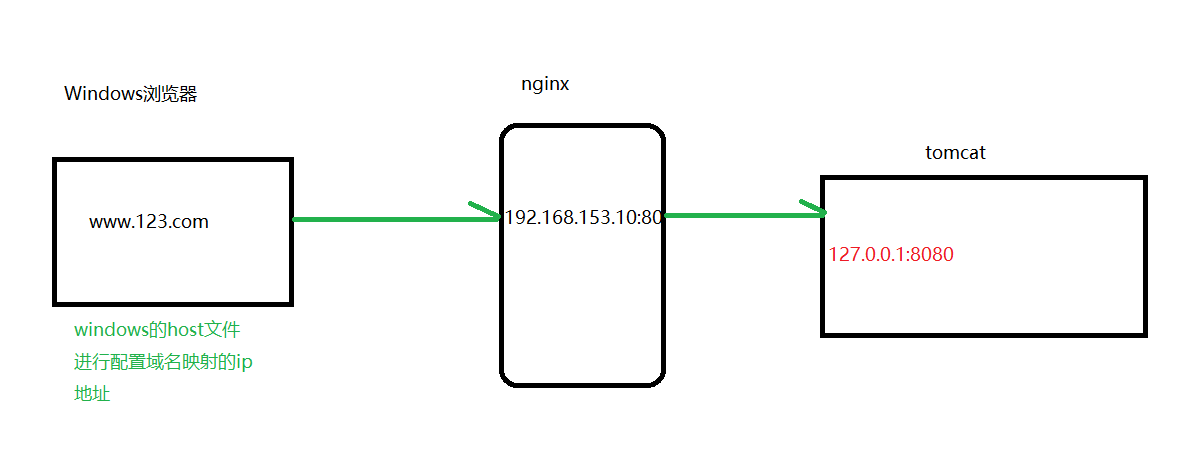 Windows浏览器
www.123.com
windows的host文件
进行配置域名映射的ip
地址
nginx
192.168.153.10:80
tomcat
127.0.0.1:8080